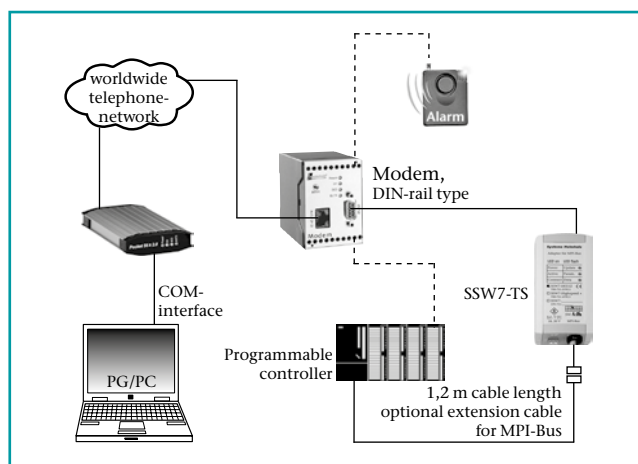 worldwide
telephone-
network
Alarm
Modem,
DIN-rail type
Modem
COM-
interface
SSW7-TS
PG/PC
Programmable
controller
1,2 m cable length
optional extension cable
for MPI-Bus